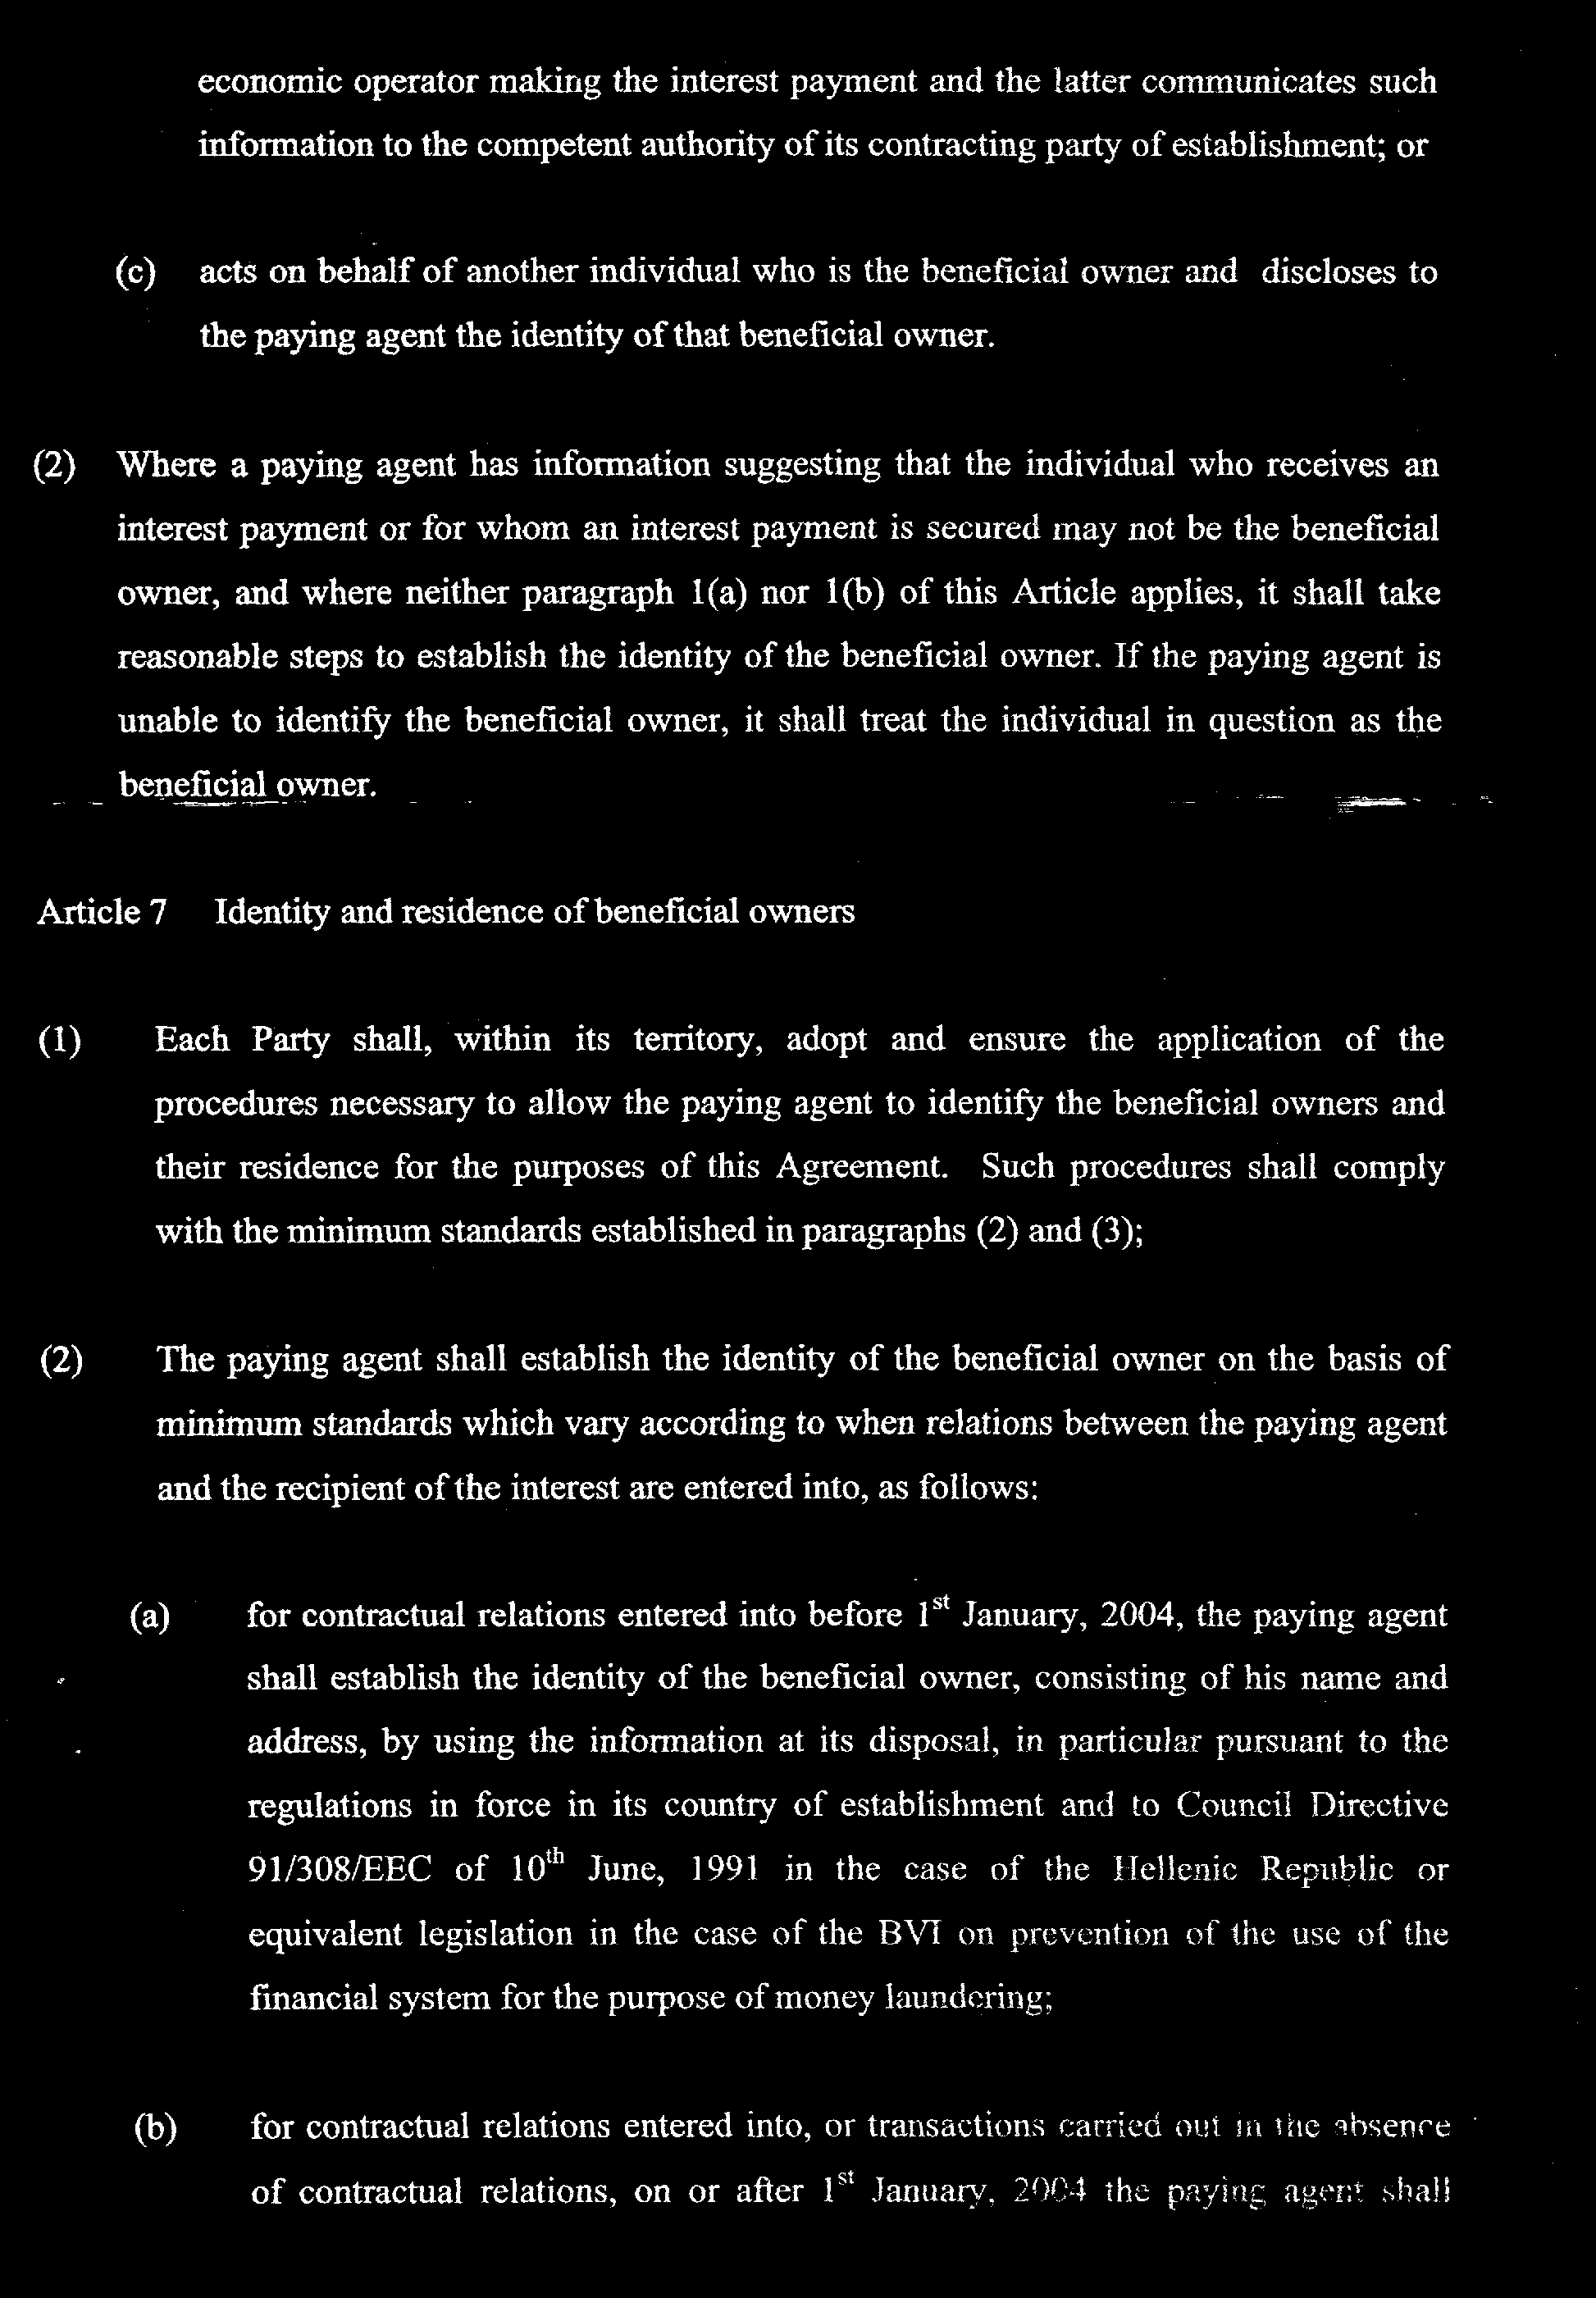 economic operator making the interest payment and the latter communicates such
information to the competent authority of its contracting party of establishment; or
(c) acts on behalf of another individual who is the beneficial owner and discloses to
the paying agent the identity of that beneficial owner.
(2) Where a paying agent has information suggesting that the individual who receives an
interest payment or for whom an interest payment is secured may not be the beneficial
owner, and where neither paragraph 1(a) nor 1(b) of this Article applies, it shall take
reasonable steps to establish the identity of the beneficial owner. If the paying agent is
unable to identify the beneficial owner, it shall treat the individual in question as the
beneficial owner.
Article 7 Identity and residence of beneficial owners
(1) Each Party shall, within its territory, adopt and ensure the application of the
procedures necessary to allow the paying agent to identify the beneficial owners and
their residence for the purposes of this Agreement. Such procedures shall comply
with the minimum standards established in paragraphs (2) and (3);
(2) The paying agent shall establish the identity of the beneficial owner on the basis of
minimum standards which vary according to when relations between the paying agent
and the recipient of the interest are entered into, as follows:
(a) for contractual relations entered into before 1st January, 2004, the paying agent
shall establish the identity of the beneficial owner, consisting of his name and
address, by using the information at its disposal, in particular pursuant to the
regulations in force in its country of establishment and to Council Directive
91/308/EEC of 10th June, 1991 in the case of the Hellenic Republic or
equivalent legislation in the case of the BVI on prevention of the use of the
financial system for the purpose of money laundering;
(b) for contractual relations entered into, or transactions carried out in the absence
of contractual relations, on or after 1st January, 2004 the paying agent shall